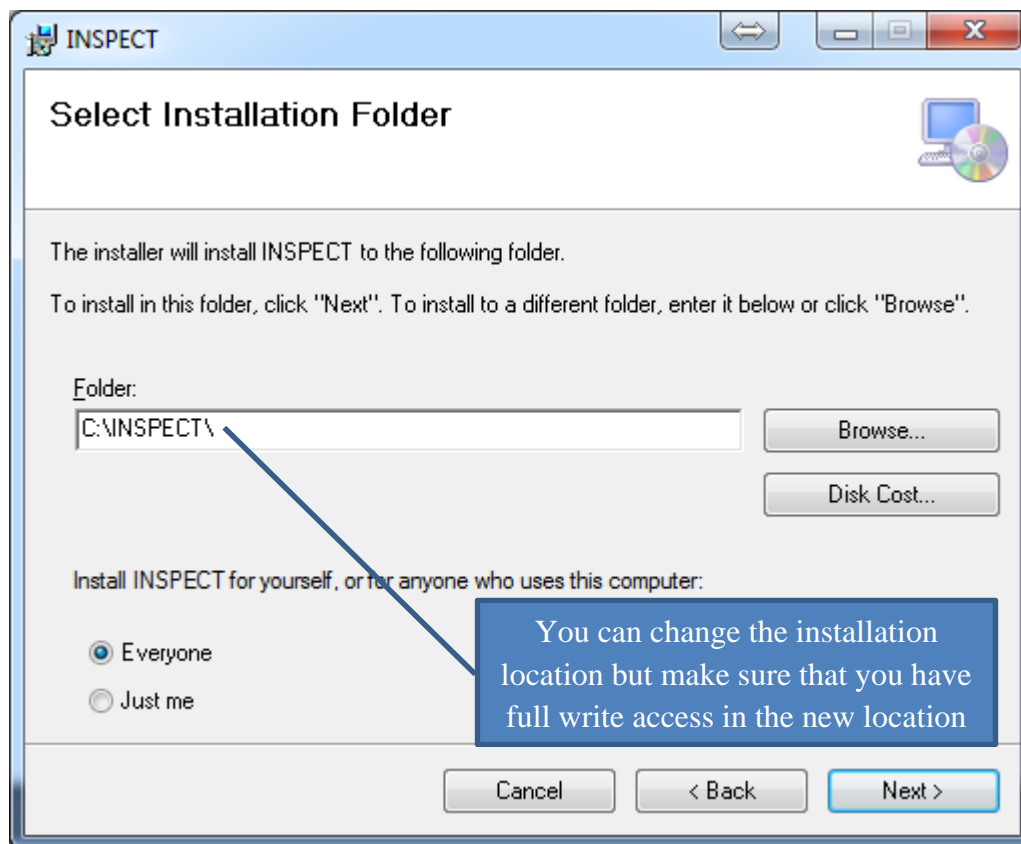 INSPECT
Select Installation Folder
The installer will install INSPECT to the following folder.
To install in this folder, click "Next". To install to a different folder, enter it below or click "Browse".
Folder:
C:\INSPECT\
Browse...
Disk Cost...
Install INSPECT for yourself, or for anyone who uses this computer:
Everyone
Just me
You can change the installation
location but make sure that you have
full write access in the new location
Cancel
< Back
Next >